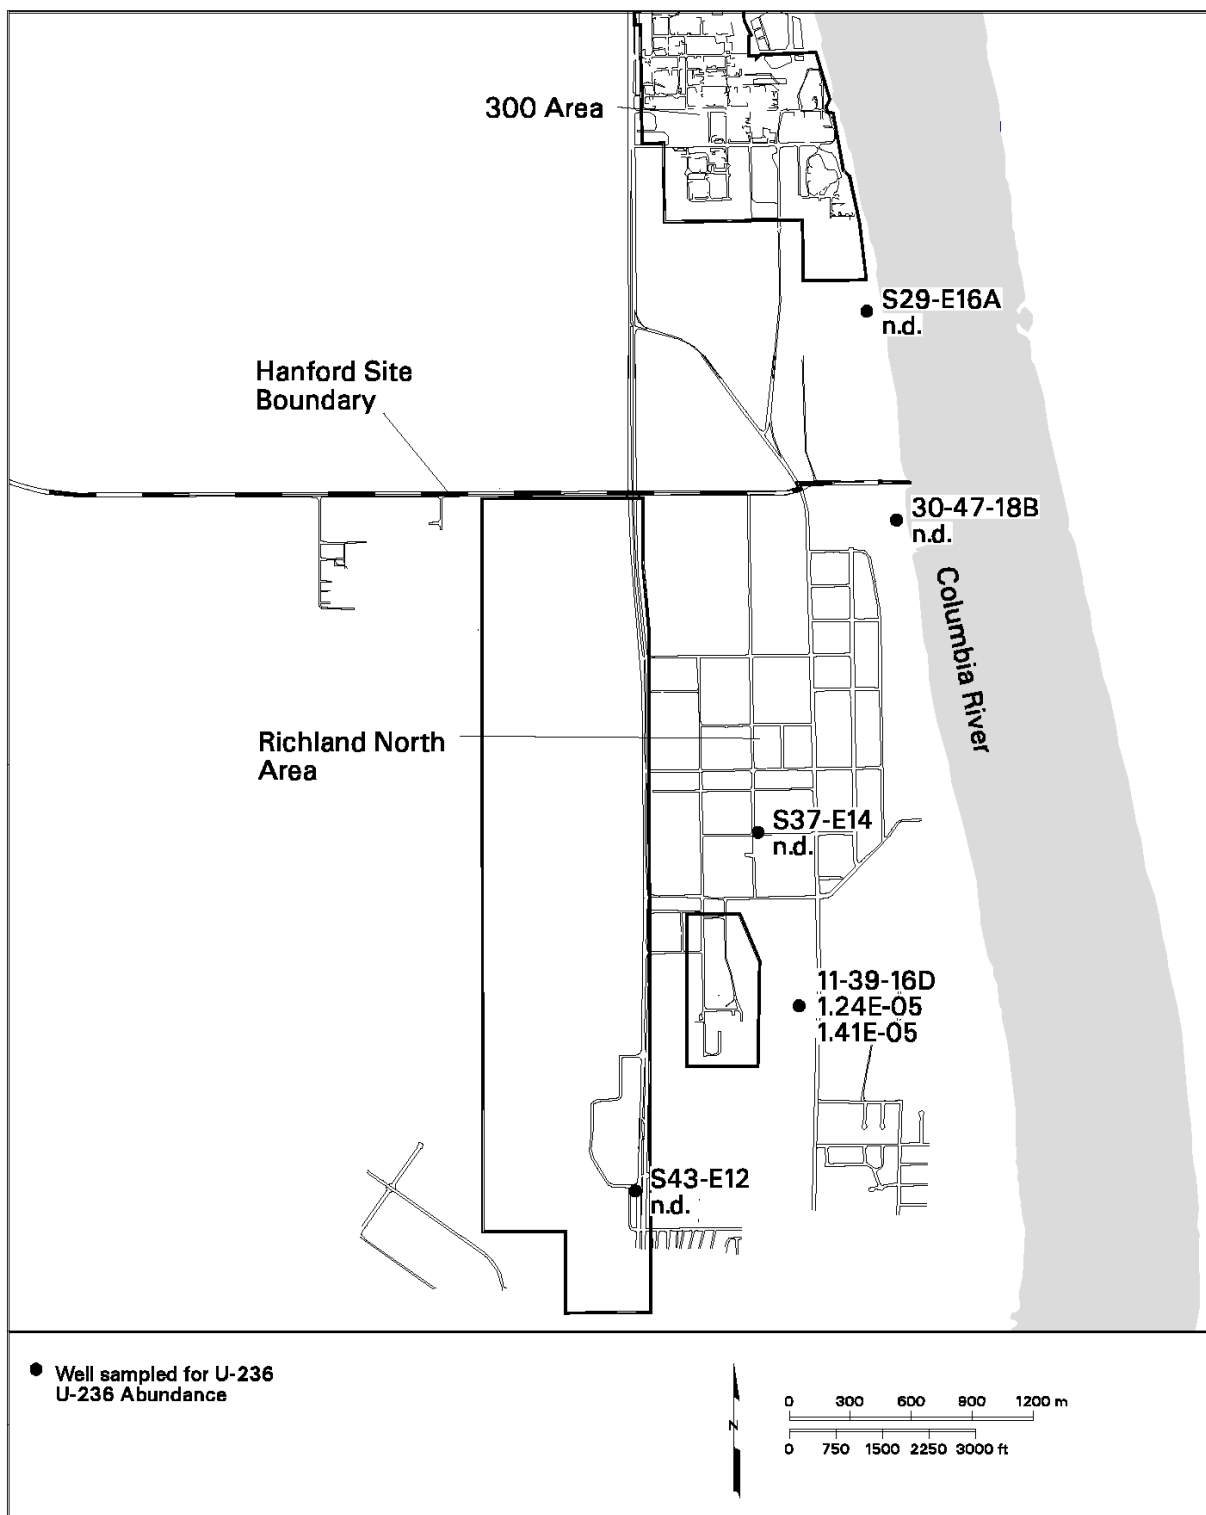 300 Area
S29-E16A
n.d.
Hanford Site
Boundary
30-47-18B
n.d.
Columbia River
Richland North
Area
S37-E14
n.d.
11-39-16D
1.24E-05
1.41E-05
S43-E12
n.d.
Well sampled for U-236
U-236 Abundance
N
0 300 600 900 1200 m
0 750 1500 2250 3000 ft